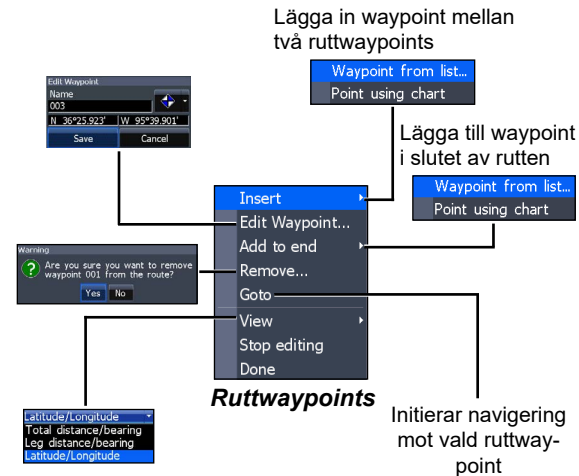 Lägga in waypoint mellan
två ruttwaypoints
Waypoint from list...
Point using chart
Edit Waypoint
Name
003
N 36°25.923' W 95°39.901'
Save Cancel
Lägga till waypoint
i slutet av rutten
Waypoint from list...
Point using chart
Insert
Edit Waypoint...
Add to end
Remove...
Goto
View
Stop editing
Done
Warning
Are you sure you want to remove
waypoint 001 from the route?
Yes No
Ruttwaypoints
Latitude/Longitude
Total distance/bearing
Leg distance/bearing
Latitude/Longitude
Initierar navigering
mot vald ruttway-
point